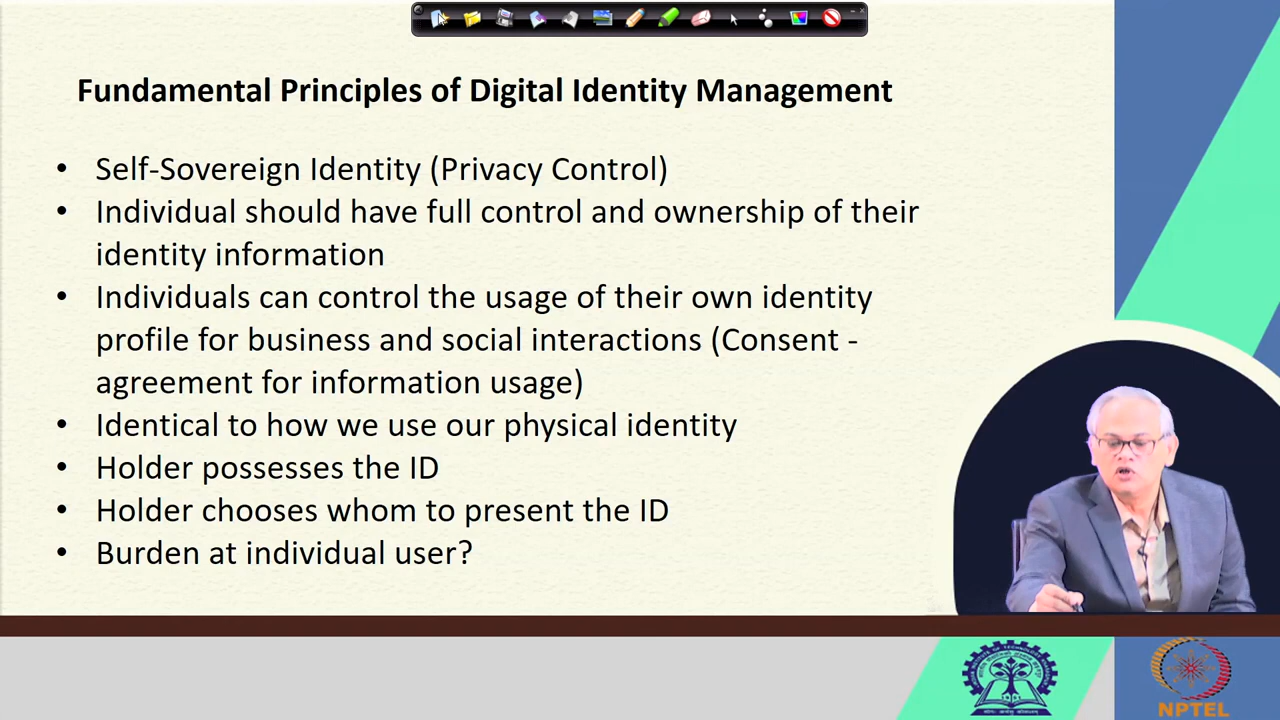 Fundamental Principles of Digital Identity Management
• Self-Sovereign Identity (Privacy Control)
• Individual should have full control and ownership of their
identity information
• Individuals can control the usage of their own identity
profile for business and social interactions (Consent -
agreement for information usage)
• Identical to how we use our physical identity
• Holder possesses the ID
• Holder chooses whom to present the ID
• Burden at individual user?
NPTEL